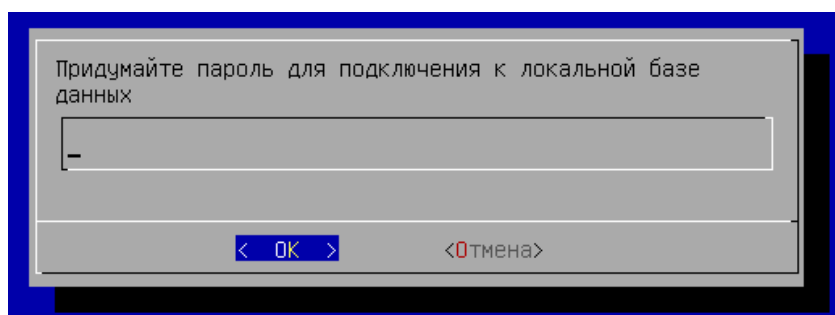 Придумайте пароль для подключения к локальной базе
данных
< OK > <Отмена>